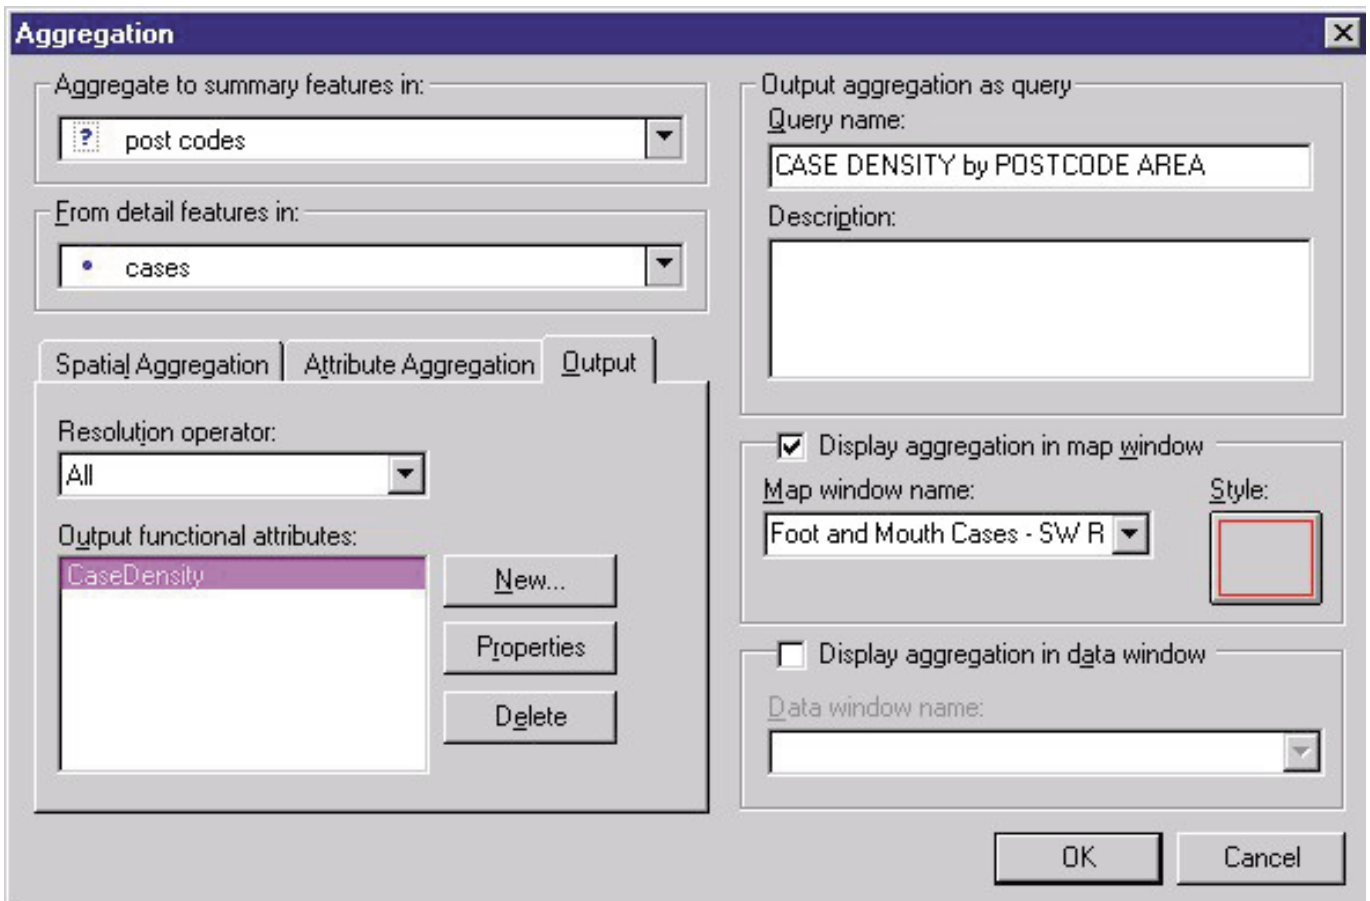 Aggregation
Aggregate to summary features in:
? post codes
From detail features in:
cases
Spatial Aggregation
Attribute Aggregation
Output
Resolution operator:
All
Output functional attributes:
CaseDensity
New...
Properties
Delete
Output aggregation as query
Query name:
CASE DENSITY by POSTCODE AREA
Description:
Display aggregation in map window
Map window name:
Style:
Foot and Mouth Cases - SW R
Display aggregation in data window
Data window name:
OK
Cancel